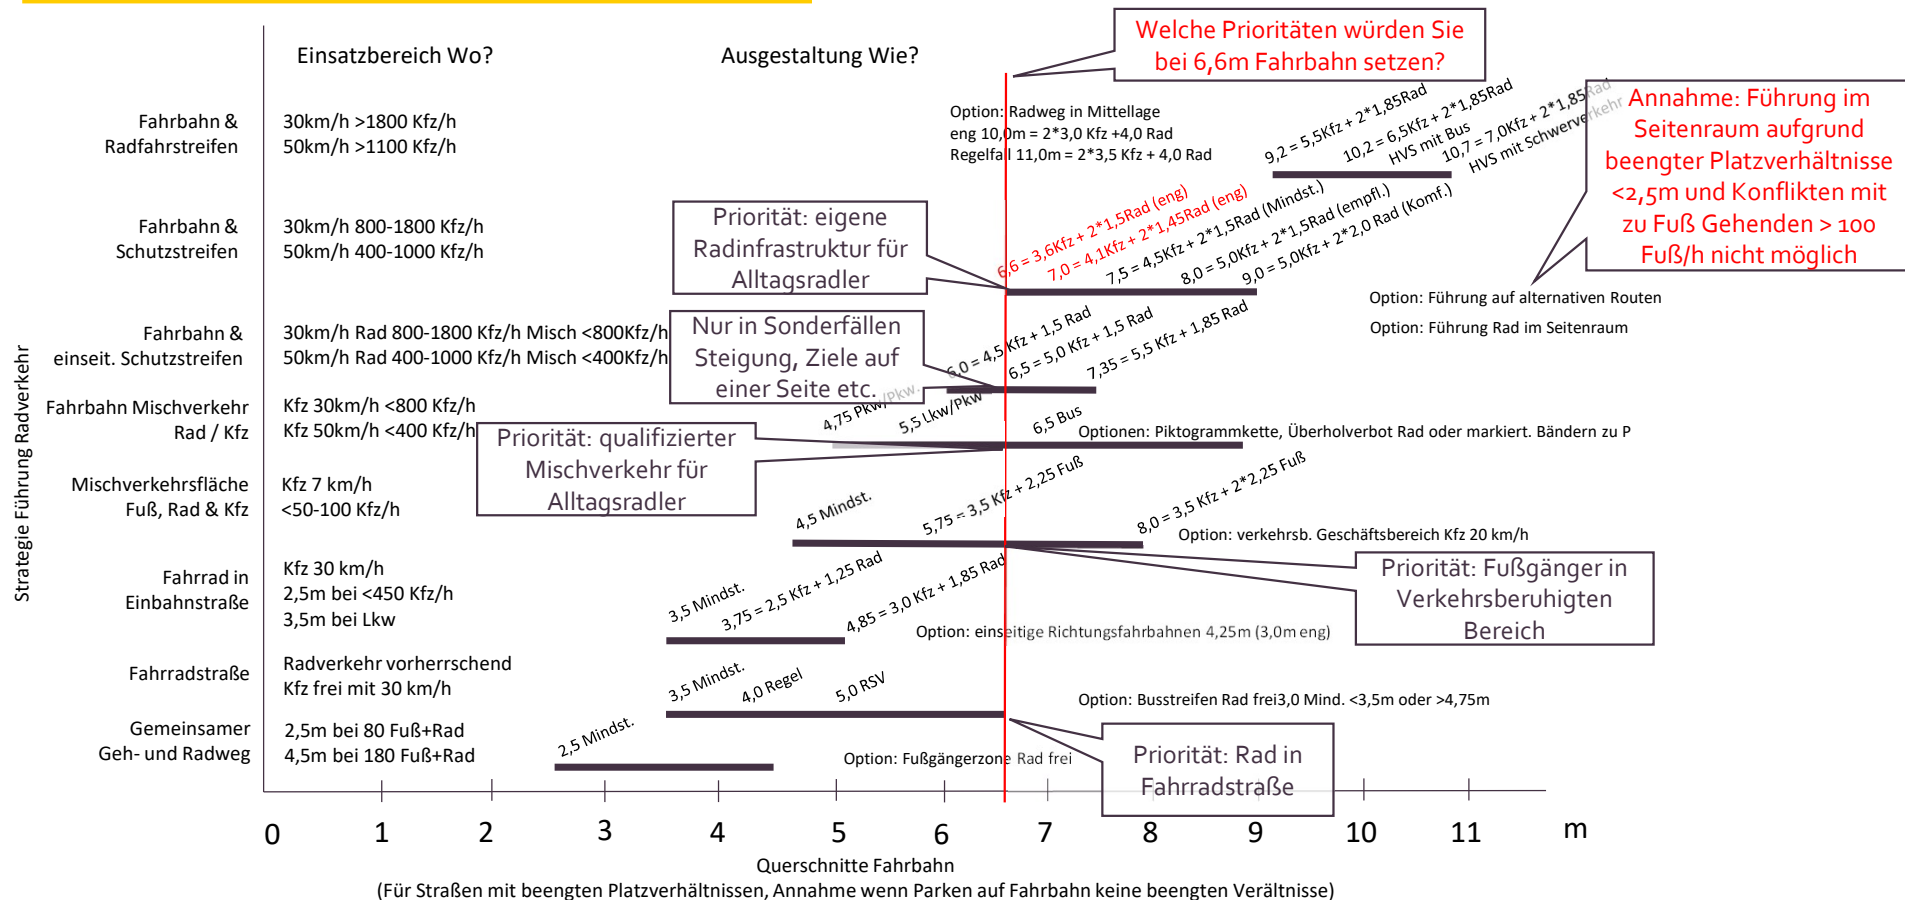 Welche Prioritäten würden Sie
bei 6,6m Fahrbahn setzen?
Einsatzbereich Wo?
Ausgestaltung Wie?
Annahme: Führung im
Seitenraum aufgrund
beengter Platzverhältnisse
<2,5m und Konflikten mit
zu Fuß Gehenden > 100
Fuß/h nicht möglich
Strategie Führung Radverkehr
Fahrbahn &
Radfahrstreifen
30km/h >1800 Kfz/h
50km/h >1100 Kfz/h
Option: Radweg in Mittellage
eng 10,0m = 2*3,0 Kfz +4,0 Rad
Regelfall 11,0m = 2*3,5 Kfz + 4,0 Rad
9,2 = 5,5Kfz + 2*1,85Rad
10,2 = 6,5Kfz + 2*1,85Rad
HVS mit Bus
10,7 = 7,0Kfz + 2*1,85Rad
HVS mit Schwerverkehr
Fahrbahn &
Schutzstreifen
30km/h 800-1800 Kfz/h
50km/h 400-1000 Kfz/h
Priorität: eigene
Radinfrastruktur für
Alltagsradler
6,6 = 3,6Kfz + 2*1,5Rad (eng)
7,0 = 4,1Kfz + 2*1,45Rad (eng)
7,5 = 4,5Kfz + 2*1,5Rad (Mindst.)
8,0 = 5,0Kfz + 2*1,5Rad (empfl.)
9,0 = 5,0Kfz + 2*2,0 Rad (Komf.)
Option: Führung auf alternativen Routen
Option: Führung Rad im Seitenraum
Fahrbahn &
einseit. Schutzstreifen
30km/h Rad 800-1800 Kfz/h Misch <800Kfz/h
50km/h Rad 400-1000 Kfz/h Misch <400Kfz/h
Nur in Sonderfällen
Steigung, Ziele auf
einer Seite etc.
6,0 = 4,5 Kfz + 1,5 Rad
6,5 = 5,0 Kfz + 1,5 Rad
7,35 = 5,5 Kfz + 1,85 Rad
Fahrbahn Mischverkehr
Rad / Kfz
Kfz 30km/h <800 Kfz/h
Kfz 50km/h <400 Kfz/h
Priorität: qualifizierter
Mischverkehr für
Alltagsradler
4,75 Pkw/Pkw.
5,5 Lkw/Pkw
6,5 Bus
Optionen: Piktogrammkette, Überholverbot Rad oder markiert. Bändern zu P
Mischverkehrsfläche
Fuß, Rad & Kfz
Kfz 7 km/h
<50-100 Kfz/h
4,5 Mindst.
5,75 = 3,5 Kfz + 2,25 Fuß
8,0 = 3,5 Kfz + 2*2,25 Fuß
Option: verkehrsb. Geschäftsbereich Kfz 20 km/h
Priorität: Fußgänger in
Verkehrsberuhigten
Bereich
Fahrrad in
Einbahnstraße
Kfz 30 km/h
2,5m bei <450 Kfz/h
3,5m bei Lkw
3,5 Mindst.
3,75 = 2,5 Kfz + 1,25 Rad
4,85 = 3,0 Kfz + 1,85 Rad
Option: einseitige Richtungsfahrbahnen 4,25m (3,0m eng)
Fahrradstraße
Radverkehr vorherrschend
Kfz frei mit 30 km/h
3,5 Mindst.
4,0 Regel
5,0 RSV
Option: Busstreifen Rad frei3,0 Mind. <3,5m oder >4,75m
Priorität: Rad in
Fahrradstraße
Gemeinsamer
Geh- und Radweg
2,5m bei 80 Fuß+Rad
4,5m bei 180 Fuß+Rad
2,5 Mindst.
Option: Fußgängerzone Rad frei
0 1 2 3 4 5 6 7 8 9 10 11 m
Querschnitte Fahrbahn
(Für Straßen mit beengten Platzverhältnissen, Annahme wenn Parken auf Fahrbahn keine beengten Verältnisse)